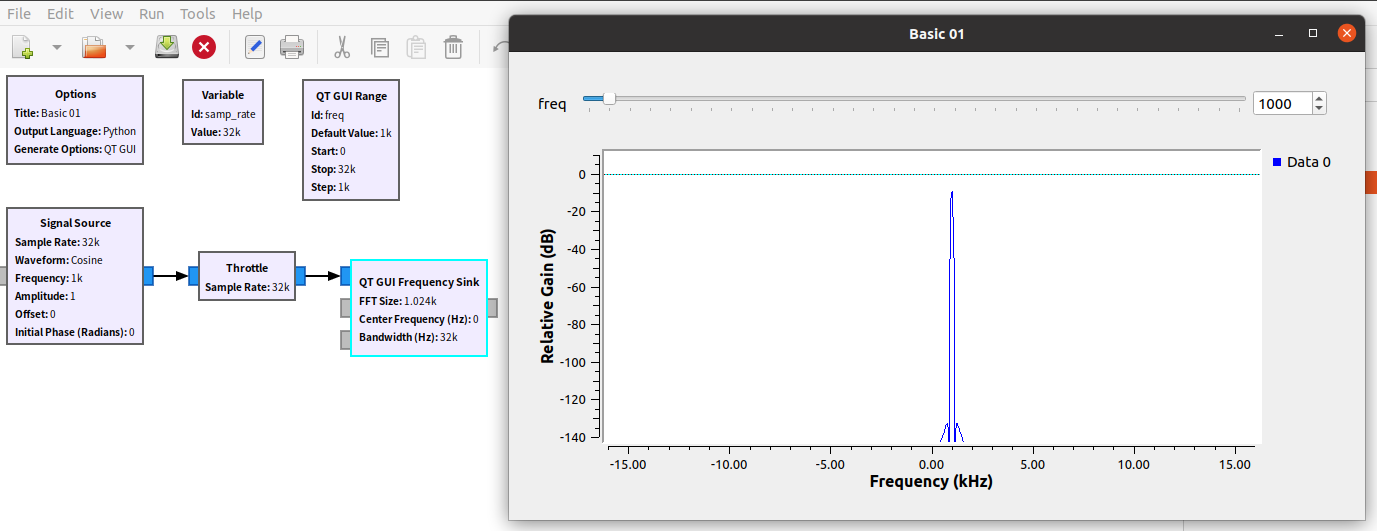 File Edit View Run Tools Help
Options
Title: Basic 01
Output Language: Python
Generate Options: QT GUI
Variable
Id: samp_rate
Value: 32k
QT GUI Range
Id: freq
Default Value: 1k
Start: 0
Stop: 32k
Step: 1k
Signal Source
Sample Rate: 32k
Waveform: Cosine
Frequency: 1k
Amplitude: 1
Offset: 0
Initial Phase (Radians): 0
Throttle
Sample Rate: 32k
QT GUI Frequency Sink
FFT Size: 1.024k
Center Frequency (Hz): 0
Bandwidth (Hz): 32k
Basic 01
freq
1000
Data 0
Relative Gain (dB)
0
-20
-40
-60
-80
-100
-120
-140
-15.00 -10.00 -5.00 0.00 5.00 10.00 15.00
Frequency (kHz)